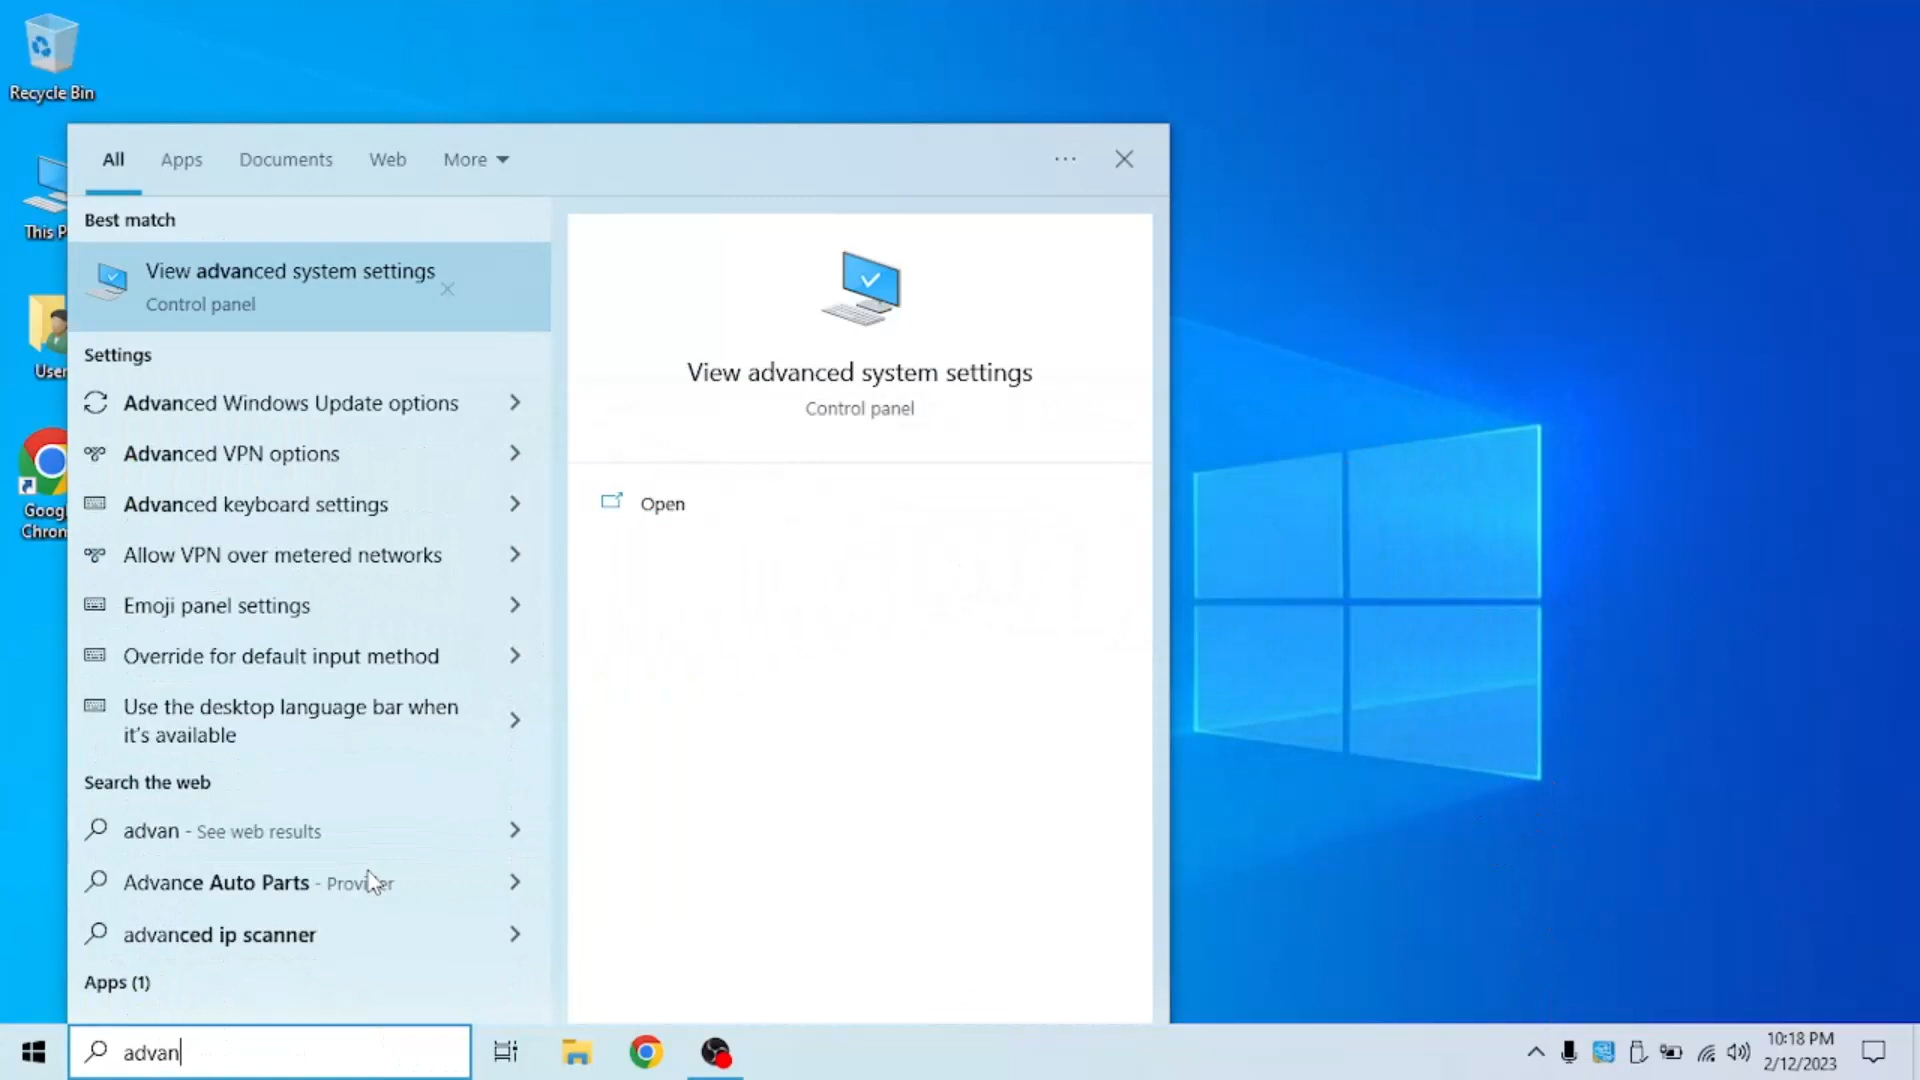 Recycle Bin
This P
User
Googl
Chrom
All
Apps
Documents
Web
More
Best match
View advanced system settings
Control panel
Settings
Advanced Windows Update options
Advanced VPN options
Advanced keyboard settings
Allow VPN over metered networks
Emoji panel settings
Override for default input method
Use the desktop language bar when
it's available
Search the web
advan - See web results
Advance Auto Parts - Provider
advanced ip scanner
Apps (1)
View advanced system settings
Control panel
Open
advan
10:18 PM
2/12/2023